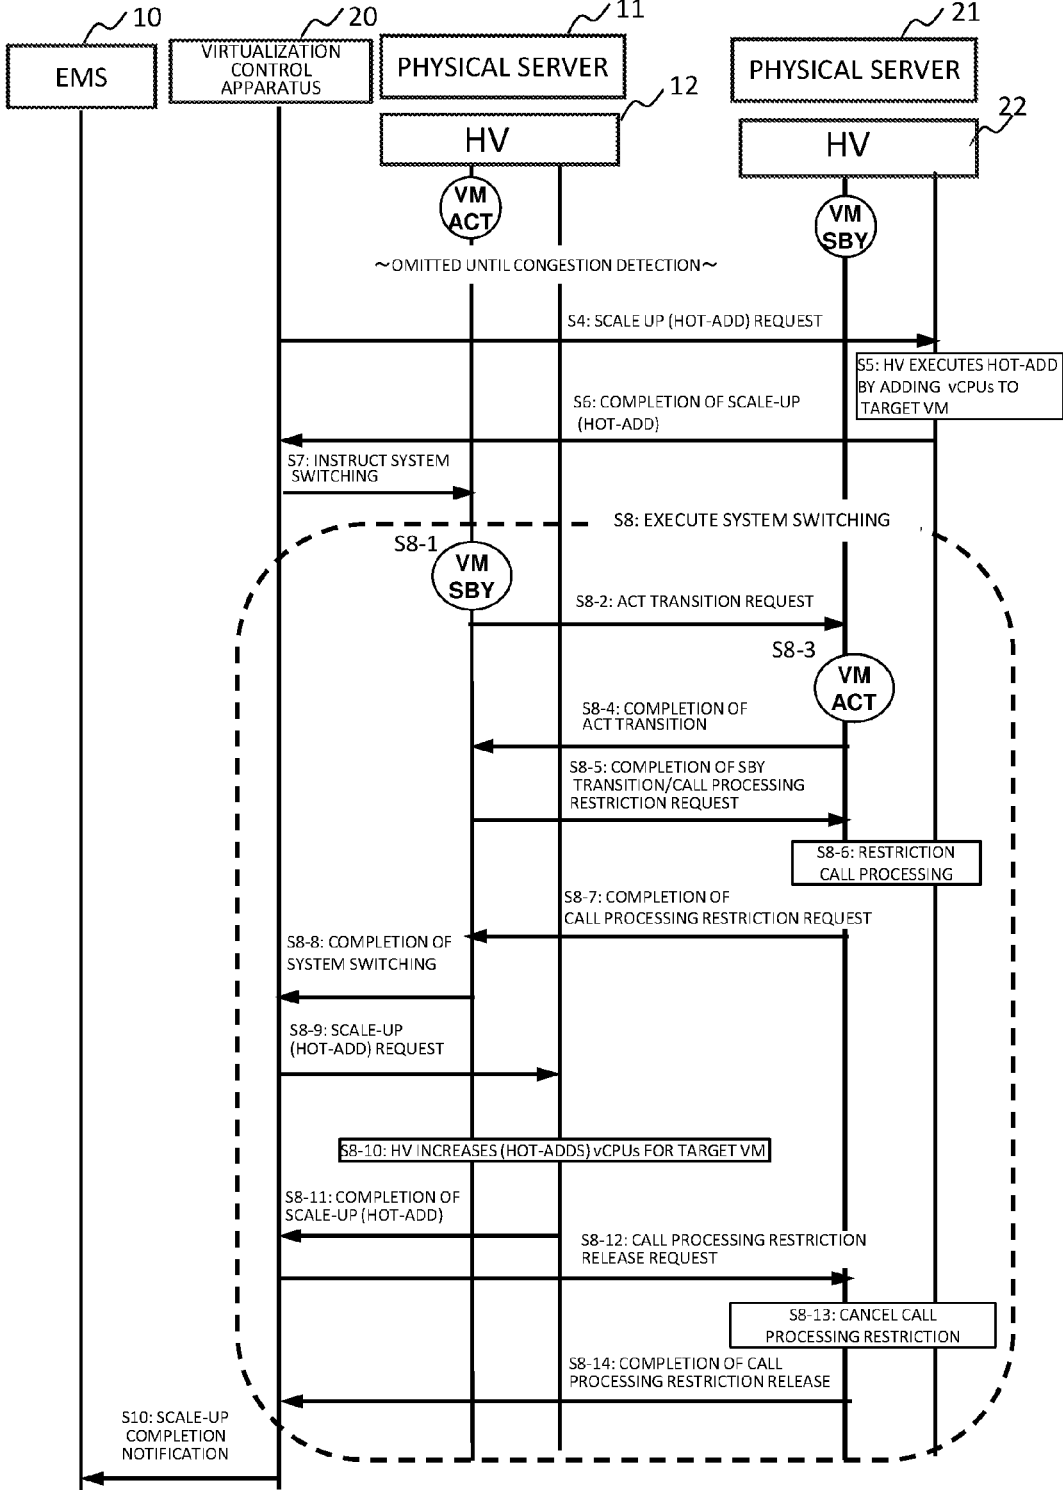 10
20
11
21
EMS
VIRTUALIZATION
CONTROL
APPARATUS
PHYSICAL SERVER
PHYSICAL SERVER
12
22
HV
HV
VM
ACT
VM
SBY
~OMITTED UNTIL CONGESTION DETECTION~
S4: SCALE UP (HOT-ADD) REQUEST
S5: HV EXECUTES HOT-ADD
BY ADDING vCPUs TO
TARGET VM
S6: COMPLETION OF SCALE-UP
(HOT-ADD)
S7: INSTRUCT SYSTEM
SWITCHING
S8: EXECUTE SYSTEM SWITCHING
S8-1
VM
SBY
S8-2: ACT TRANSITION REQUEST
S8-3
VM
ACT
S8-4: COMPLETION OF
ACT TRANSITION
S8-5: COMPLETION OF SBY
TRANSITION/CALL PROCESSING
RESTRICTION REQUEST
S8-6: RESTRICTION
CALL PROCESSING
S8-7: COMPLETION OF
CALL PROCESSING RESTRICTION REQUEST
S8-8: COMPLETION OF
SYSTEM SWITCHING
S8-9: SCALE-UP
(HOT-ADD) REQUEST
S8-10: HV INCREASES (HOT-ADDS) vCPUs FOR TARGET VM
S8-11: COMPLETION OF
SCALE-UP (HOT-ADD)
S8-12: CALL PROCESSING RESTRICTION
RELEASE REQUEST
S8-13: CANCEL CALL
PROCESSING RESTRICTION
S8-14: COMPLETION OF CALL
PROCESSING RESTRICTION RELEASE
S10: SCALE-UP
COMPLETION
NOTIFICATION